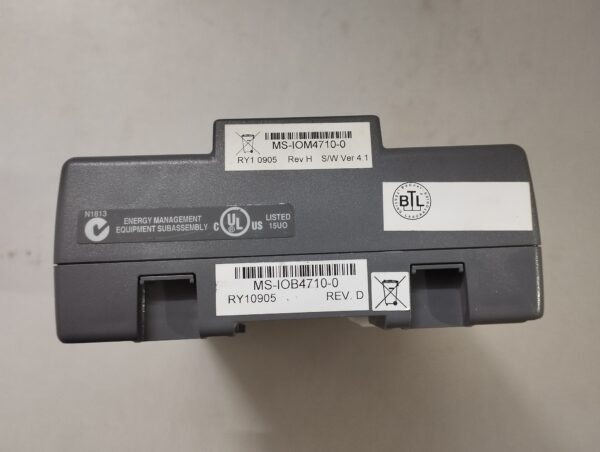 MS-IOM4710-0
RY1 0905 Rev H S/W Ver 4.1
N1813
ENERGY MANAGEMENT
EQUIPMENT SUBASSEMBLY
C UL US
LISTED
15UO
BTL
MS-IOB4710-0
RY10905 REV. D